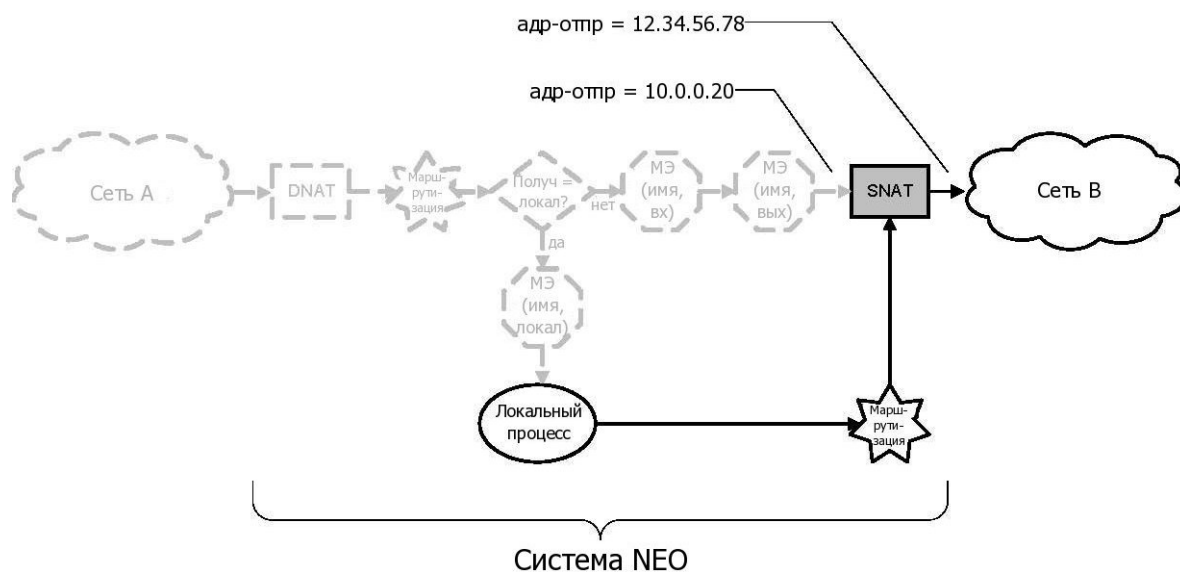 адр-отпр = 12.34.56.78
адр-отпр = 10.0.0.20
Сеть A
DNAT
Марш-
рути-
зация
Получ =
локал?
нет
МЭ
(имя,
вх)
МЭ
(имя,
вых)
SNAT
Сеть B
да
МЭ
(имя,
локал)
Локальный
процесс
Марш-
рути-
зация
Система NEO